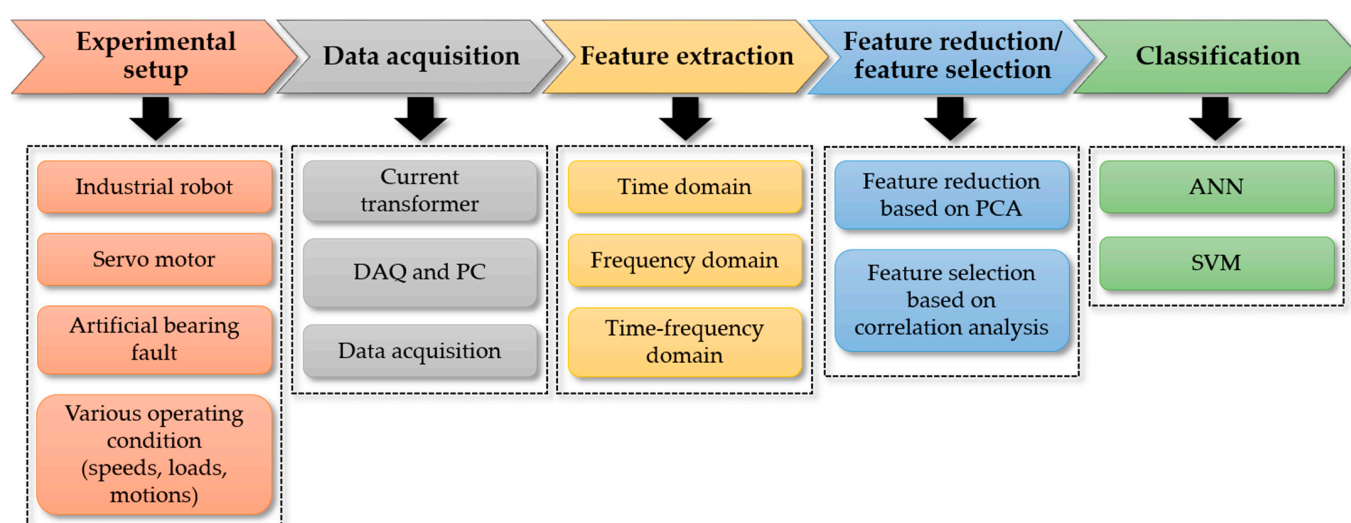 Experimental
setup
Data acquisition
Feature extraction
Feature reduction/
feature selection
Classification
Industrial robot
Servo motor
Artificial bearing
fault
Various operating
condition
(speeds, loads,
motions)
Current
transformer
DAQ and PC
Data acquisition
Time domain
Frequency domain
Time-frequency
domain
Feature reduction
based on PCA
Feature selection
based on
correlation analysis
ANN
SVM